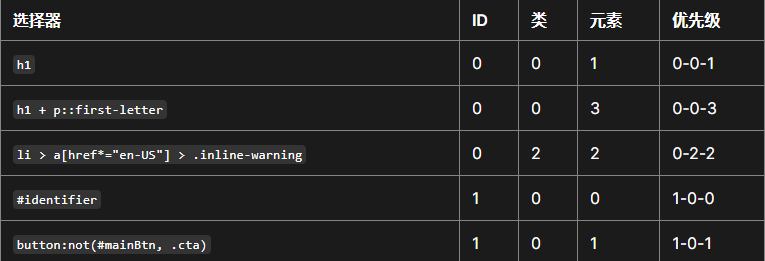 选择器 ID 类 元素 优先级
h1 0 0 1 0-0-1
h1 + p::first-letter 0 0 3 0-0-3
li > a[href*="en-US"] > .inline-warning 0 2 2 0-2-2
#identifier 1 0 0 1-0-0
button:not(#mainBtn, .cta) 1 0 1 1-0-1